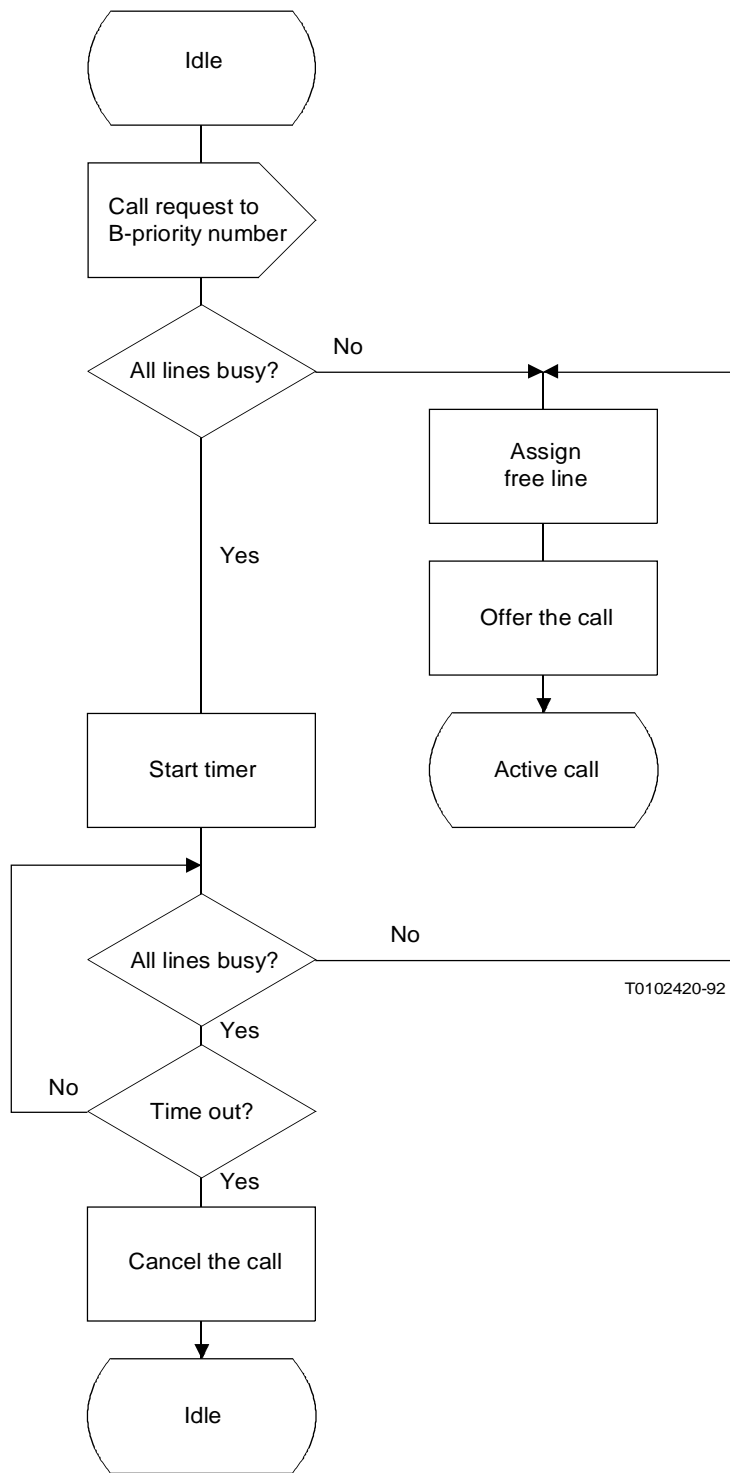 Idle
Call request to
B-priority number
All lines busy?
No
Assign
free line
Yes
Offer the call
Start timer
Active call
All lines busy?
No
T0102420-92
Yes
No
Time out?
Yes
Cancel the call
Idle